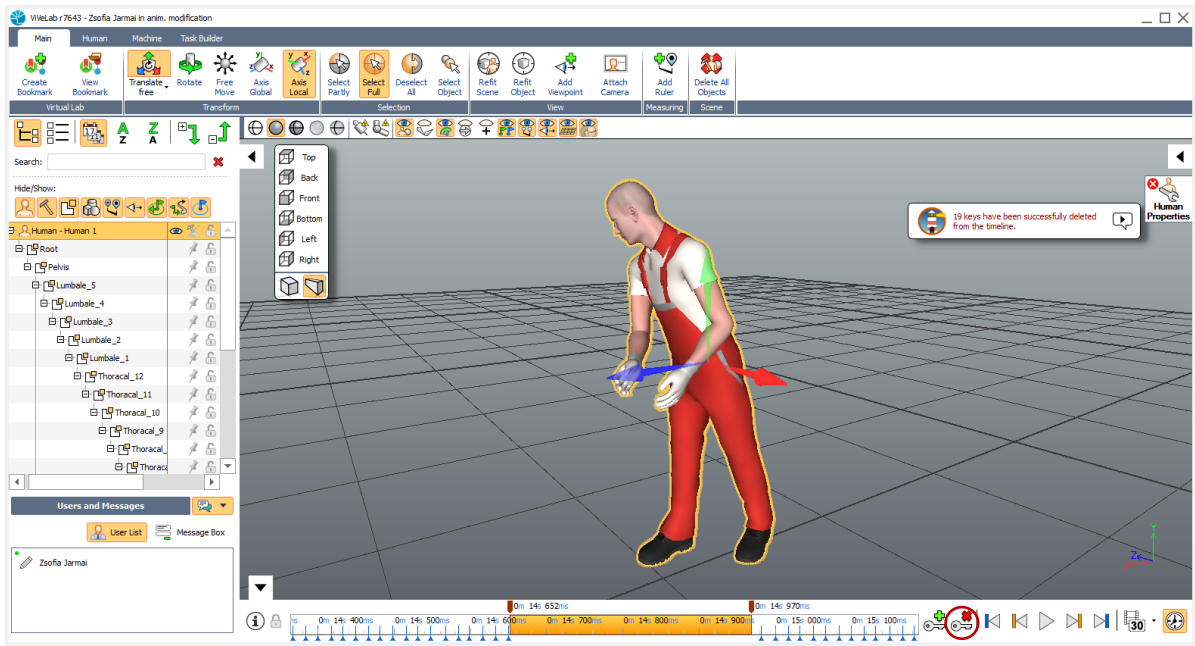 ViVeLab r7643 - Zsofia Jarmai in anim. modification
Main Human Machine Task Builder
Create Bookmark
View Bookmark
Translate free
Rotate
Free Move
Axis Global
Axis Local
Select Partly
Select Full
Deselect All
Select Object
Refit Scene
Refit Object
Add Viewpoint
Attach Camera
Add Ruler
Delete All Objects
Virtual Lab Transform Selection View Measuring Scene
17
A Z
Z A
Search:
Hide/Show:
Human - Human 1
Root
Pelvis
Lumbale_5
Lumbale_4
Lumbale_3
Lumbale_2
Lumbale_1
Thoracal_12
Thoracal_11
Thoracal_10
Thoracal_9
Thoracal_
Thorac
Users and Messages
User List Message Box
Zsofia Jarmai
Top
Back
Front
Bottom
Left
Right
Human Properties
19 keys have been successfully deleted
from the timeline.
Y
Z
X
0m 14s 652ms 0m 14s 970ms
ns 0m 14s 400ms 0m 14s 500ms 0m 14s 600ms 0m 14s 700ms 0m 14s 800ms 0m 14s 900ms 0m 15s 000ms 0m 15s 100ms
30